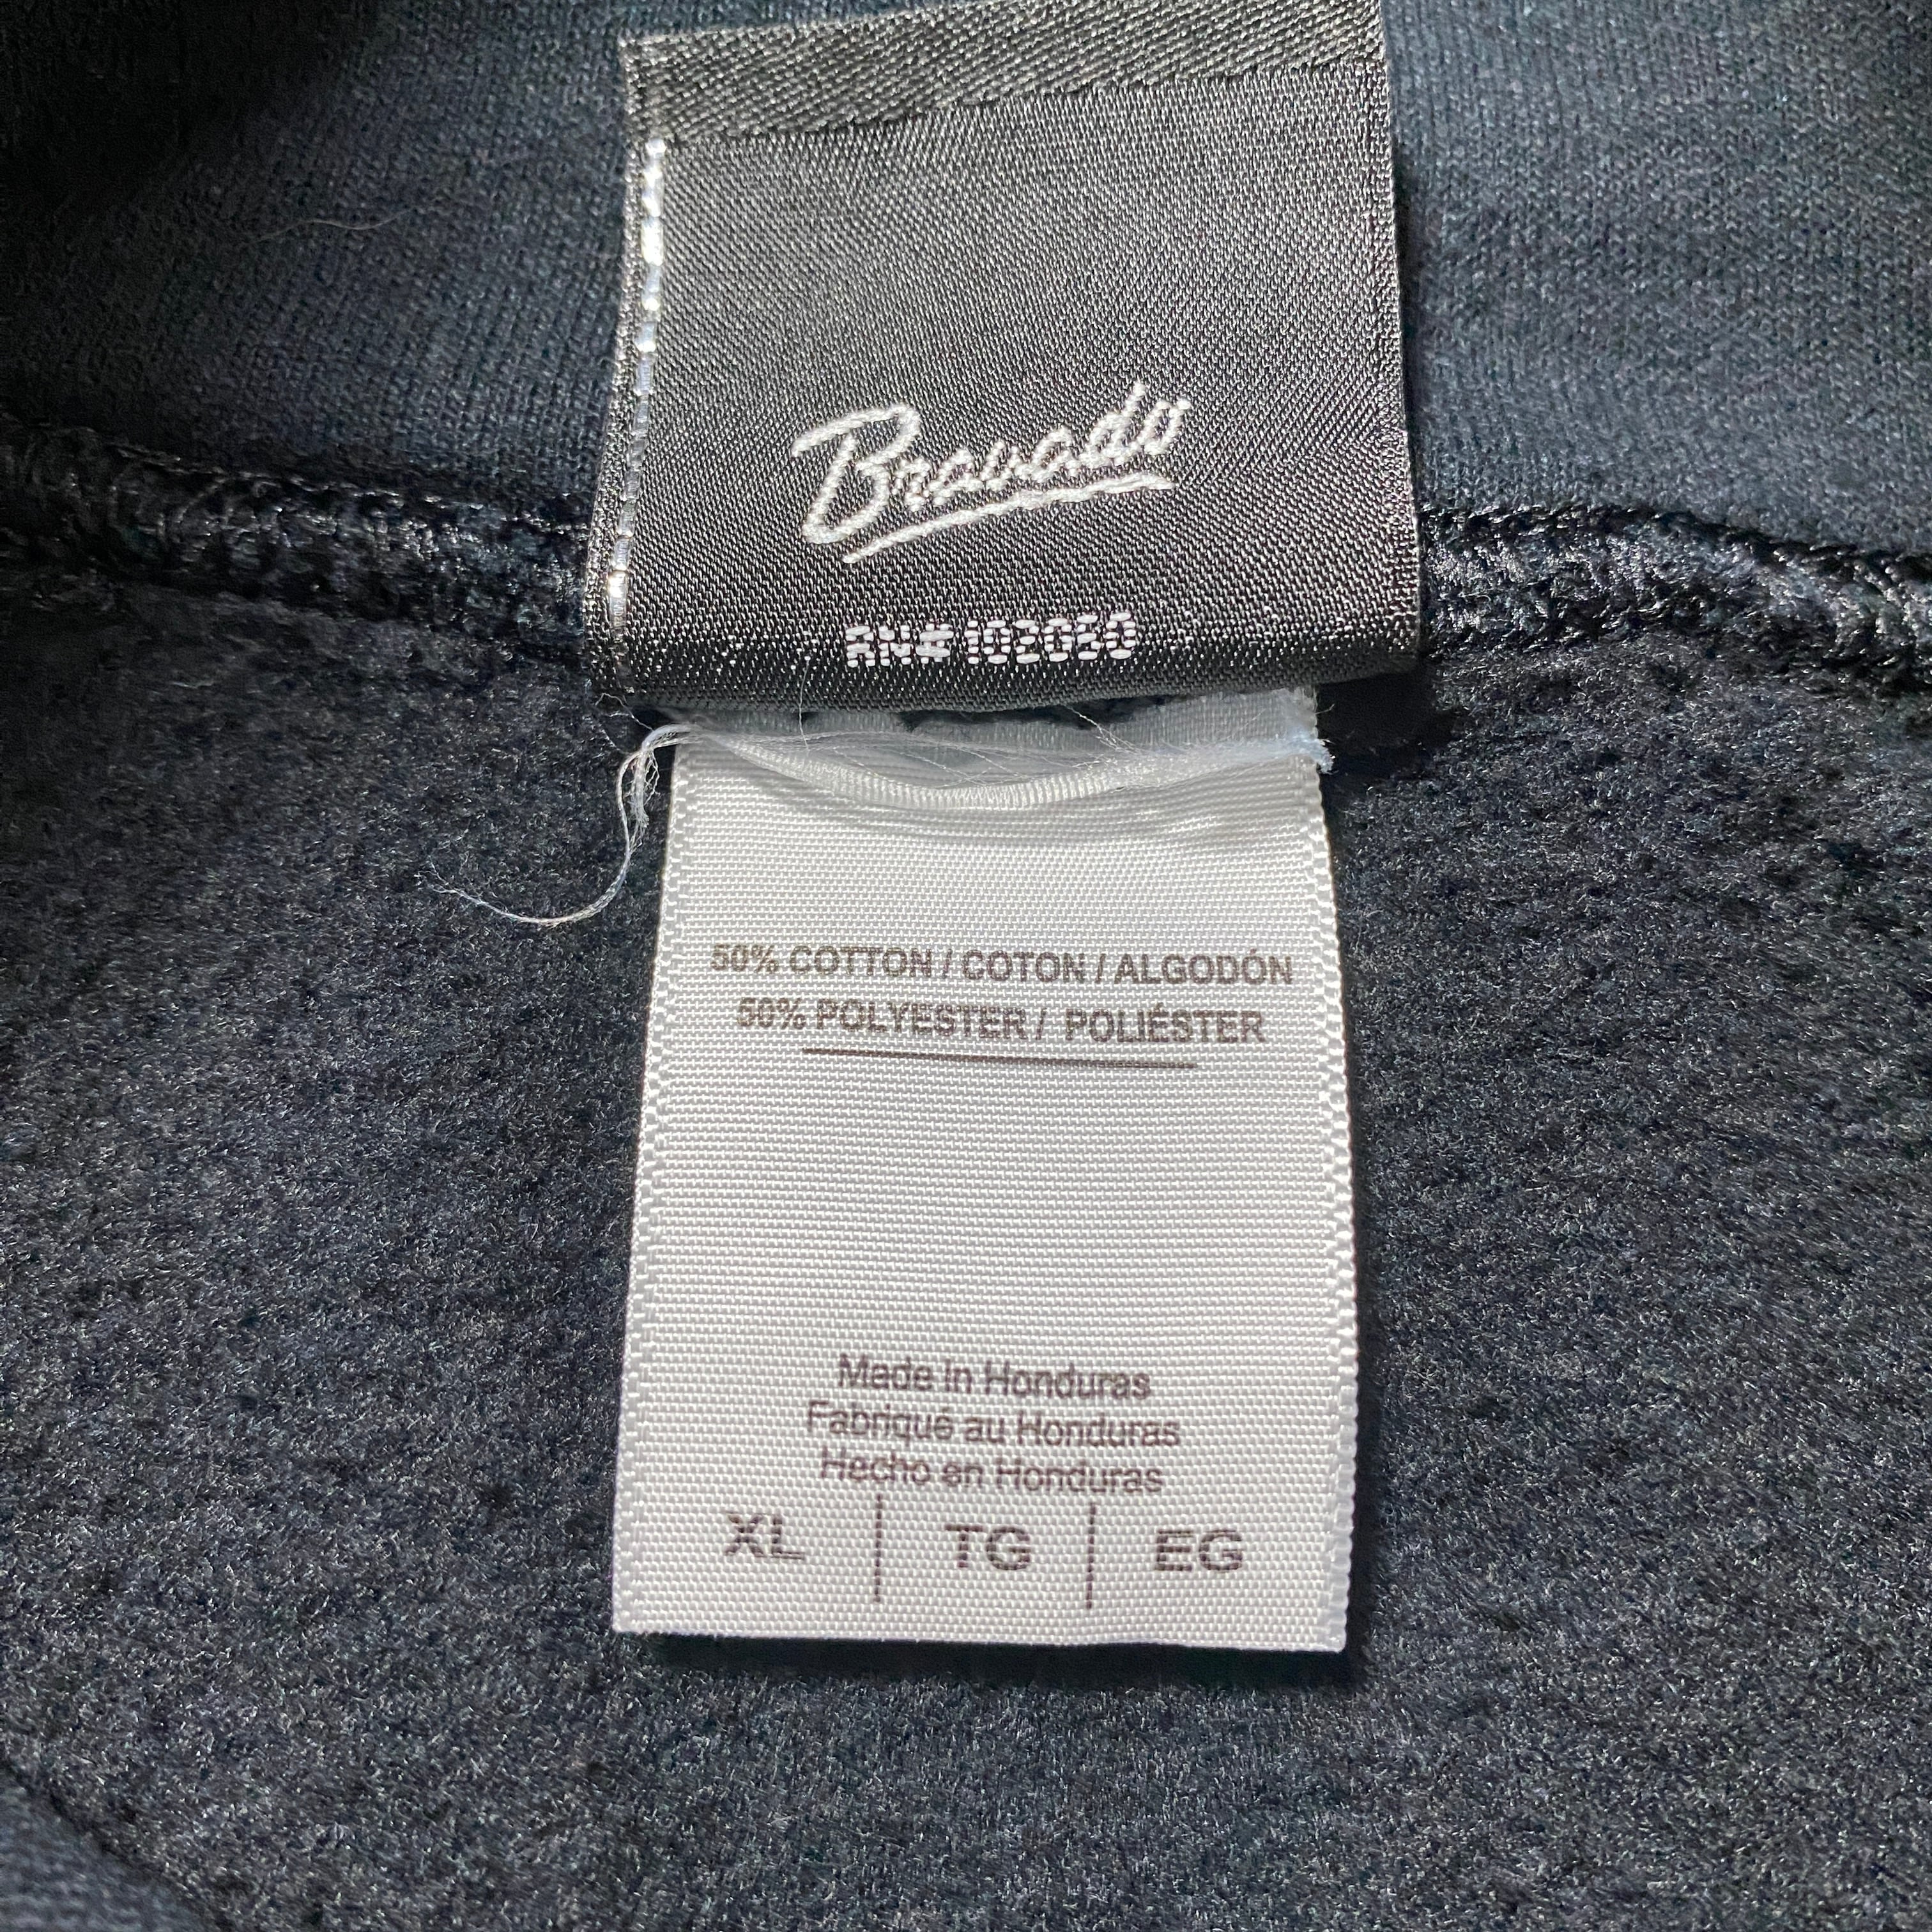 Bravado
RN# 102050
50% COTTON / COTON / ALGODÓN
50% POLYESTER / POLIÉSTER
Made in Honduras
Fabriqué au Honduras
Hecho en Honduras
XL | TG | EG